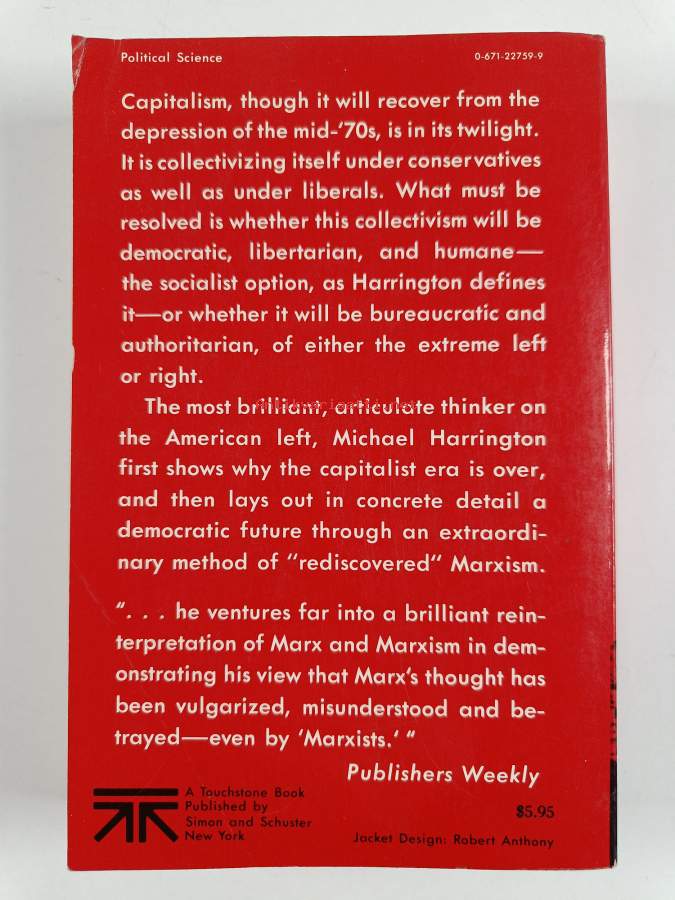 Political Science
0-671-22759-9
Capitalism, though it will recover from the
depression of the mid-'70s, is in its twilight.
It is collectivizing itself under conservatives
as well as under liberals. What must be
resolved is whether this collectivism will be
democratic, libertarian, and humane—
the socialist option, as Harrington defines
it—or whether it will be bureaucratic and
authoritarian, of either the extreme left
or right.
The most brilliant, articulate thinker on
the American left, Michael Harrington
first shows why the capitalist era is over,
and then lays out in concrete detail a
democratic future through an extraordi-
nary method of "rediscovered" Marxism.
". . . he ventures far into a brilliant rein-
terpretation of Marx and Marxism in dem-
onstrating his view that Marx's thought has
been vulgarized, misunderstood and be-
trayed—even by 'Marxists.' "
Publishers Weekly
A Touchstone Book
Published by
Simon and Schuster
New York
$5.95
Jacket Design: Robert Anthony